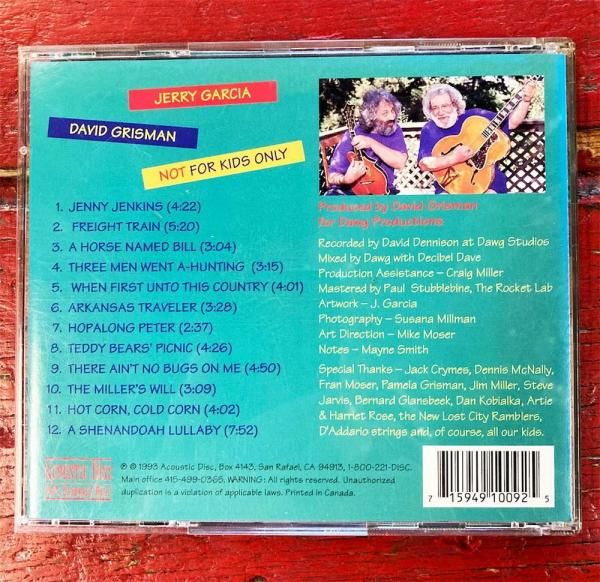 JERRY GARCIA
DAVID GRISMAN
NOT FOR KIDS ONLY
1. JENNY JENKINS (4:22)
2. FREIGHT TRAIN (5:20)
3. A HORSE NAMED BILL (3:04)
4. THREE MEN WENT A-HUNTING (3:15)
5. WHEN FIRST UNTO THIS COUNTRY (4:01)
6. ARKANSAS TRAVELER (3:28)
7. HOPALONG PETER (2:37)
8. TEDDY BEARS' PICNIC (4:26)
9. THERE AIN'T NO BUGS ON ME (4:50)
10. THE MILLER'S WILL (3:09)
11. HOT CORN, COLD CORN (4:02)
12. A SHENANDOAH LULLABY (7:52)
Produced by David Grisman
for Dawg Productions
Recorded by David Dennison at Dawg Studios
Mixed by Dawg with Decibel Dave
Production Assistance – Craig Miller
Mastered by Paul Stubblebine, The Rocket Lab
Artwork – J. Garcia
Photography – Susana Millman
Art Direction – Mike Moser
Notes – Mayne Smith
Special Thanks – Jack Crymes, Dennis McNally,
Fran Moser, Pamela Grisman, Jim Miller, Steve
Jarvis, Bernard Glansbeek, Dan Kobialka, Artie
& Harriet Rose, the New Lost City Ramblers,
D'Addario strings and, of course, all our kids.
ACOUSTIC DISC
℗ © 1993 Acoustic Disc, Box 4143, San Rafael, CA 94913, 1-800-221-DISC.
Main office 415-499-0365. WARNING: All rights reserved. Unauthorized
duplication is a violation of applicable laws. Printed in Canada.
7 15949 10092 5